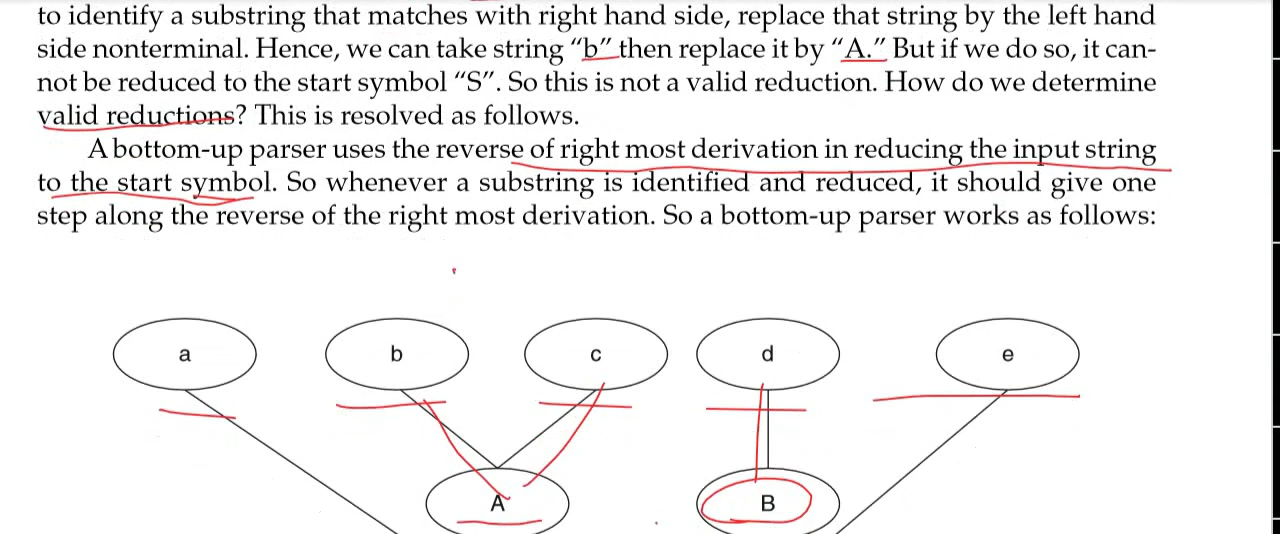 to identify a substring that matches with right hand side, replace that string by the left hand
side nonterminal. Hence, we can take string “b” then replace it by “A.” But if we do so, it can-
not be reduced to the start symbol “S”. So this is not a valid reduction. How do we determine
valid reductions? This is resolved as follows.
A bottom-up parser uses the reverse of right most derivation in reducing the input string
to the start symbol. So whenever a substring is identified and reduced, it should give one
step along the reverse of the right most derivation. So a bottom-up parser works as follows:
a b c d e
A B